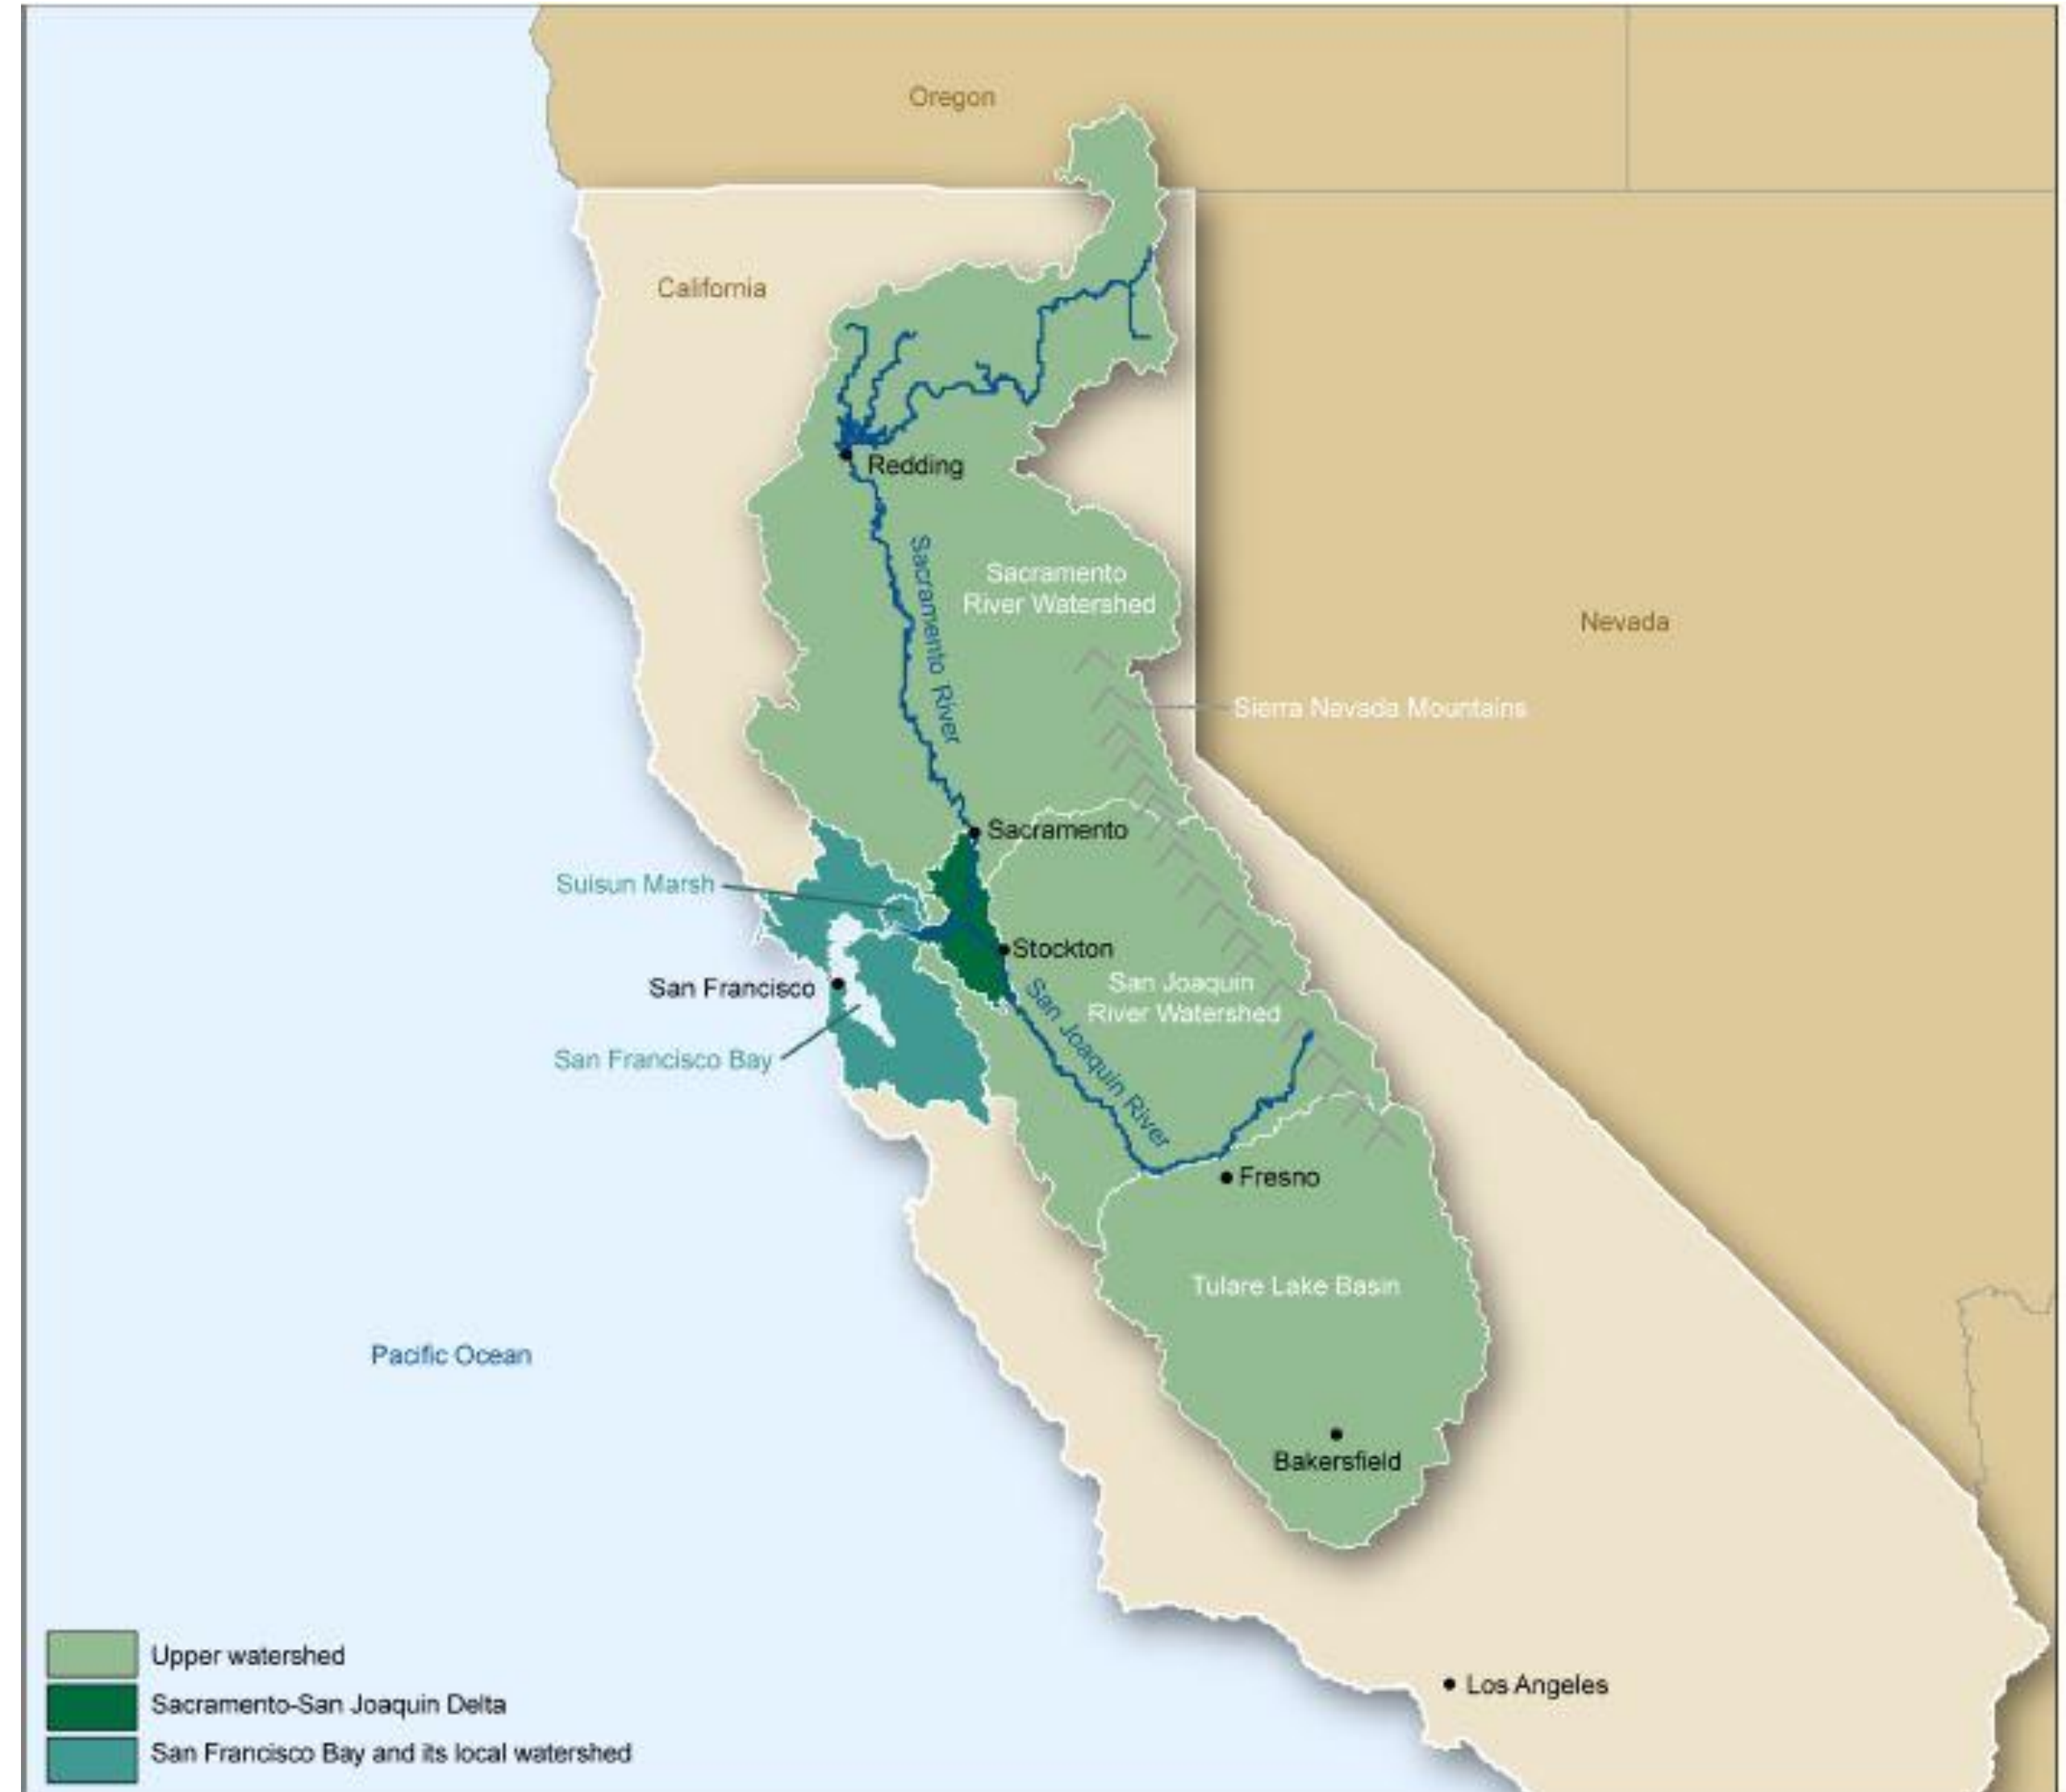 Oregon
California
Redding
Sacramento River
Sacramento
River Watershed
Nevada
Sierra Nevada Mountains
Sacramento
Suisun Marsh
Stockton
San Francisco
San Joaquin
River Watershed
San Joaquin River
San Francisco Bay
Fresno
Tulare Lake Basin
Pacific Ocean
Bakersfield
Los Angeles
Upper watershed
Sacramento-San Joaquin Delta
San Francisco Bay and its local watershed